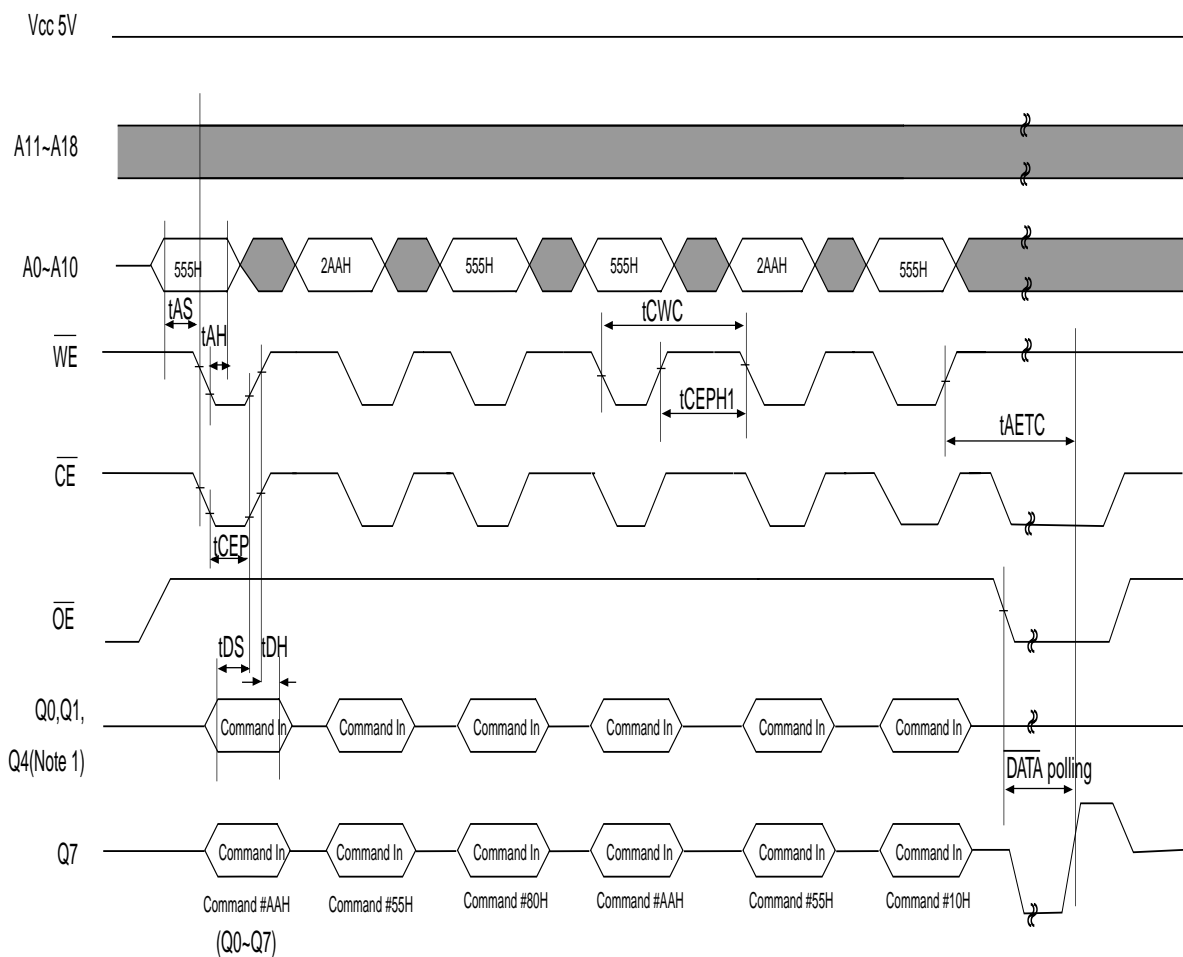 Vcc 5V
A11~A18
A0~A10
555H 2AAH 555H 555H 2AAH 555H
tAS
tAH
tCWC
WE
tCEPH1
tAETC
CE
tCEP
OE
tDS tDH
Q0,Q1,
Q4(Note 1)
Command In Command In Command In Command In Command In Command In
DATA polling
Q7
Command In Command In Command In Command In Command In Command In
Command #AAH Command #55H Command #80H Command #AAH Command #55H Command #10H
(Q0~Q7)